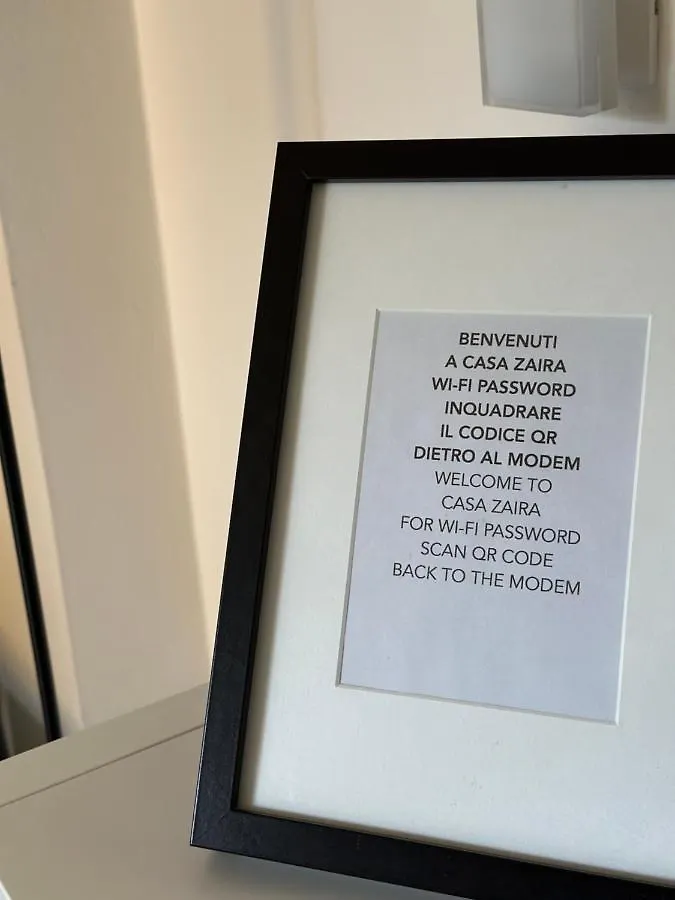 BENVENUTI
A CASA ZAIRA
WI-FI PASSWORD
INQUADRARE
IL CODICE QR
DIETRO AL MODEM
WELCOME TO
CASA ZAIRA
FOR WI-FI PASSWORD
SCAN QR CODE
BACK TO THE MODEM